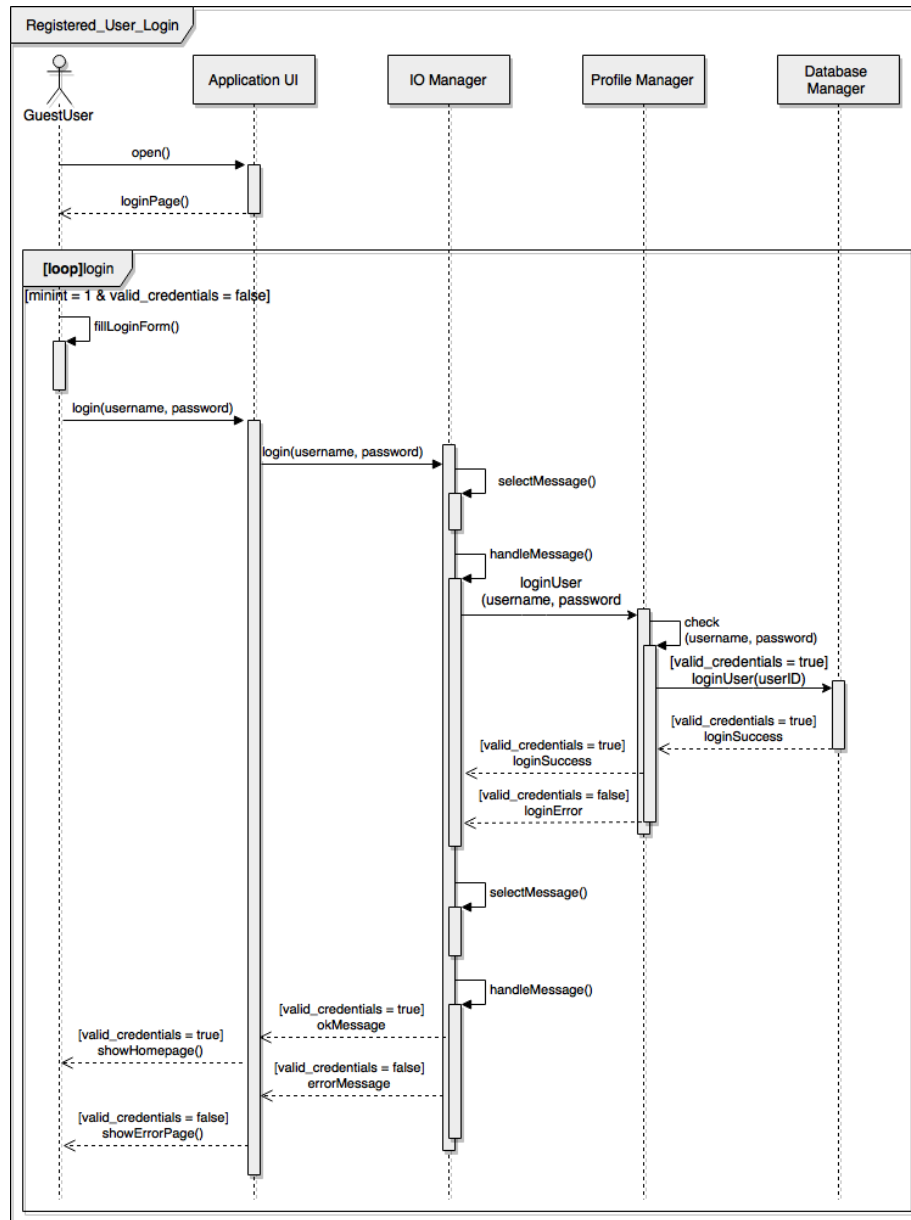 Registered_User_Login
GuestUser
Application UI
IO Manager
Profile Manager
Database
Manager
open()
loginPage()
[loop]login
[minint = 1 & valid_credentials = false]
fillLoginForm()
login(username, password)
login(username, password)
selectMessage()
handleMessage()
loginUser
(username, password
check
(username, password)
[valid_credentials = true]
loginUser(userID)
[valid_credentials = true]
loginSuccess
[valid_credentials = true]
loginSuccess
[valid_credentials = false]
loginError
selectMessage()
handleMessage()
[valid_credentials = true]
okMessage
[valid_credentials = true]
showHomepage()
[valid_credentials = false]
errorMessage
[valid_credentials = false]
showErrorPage()